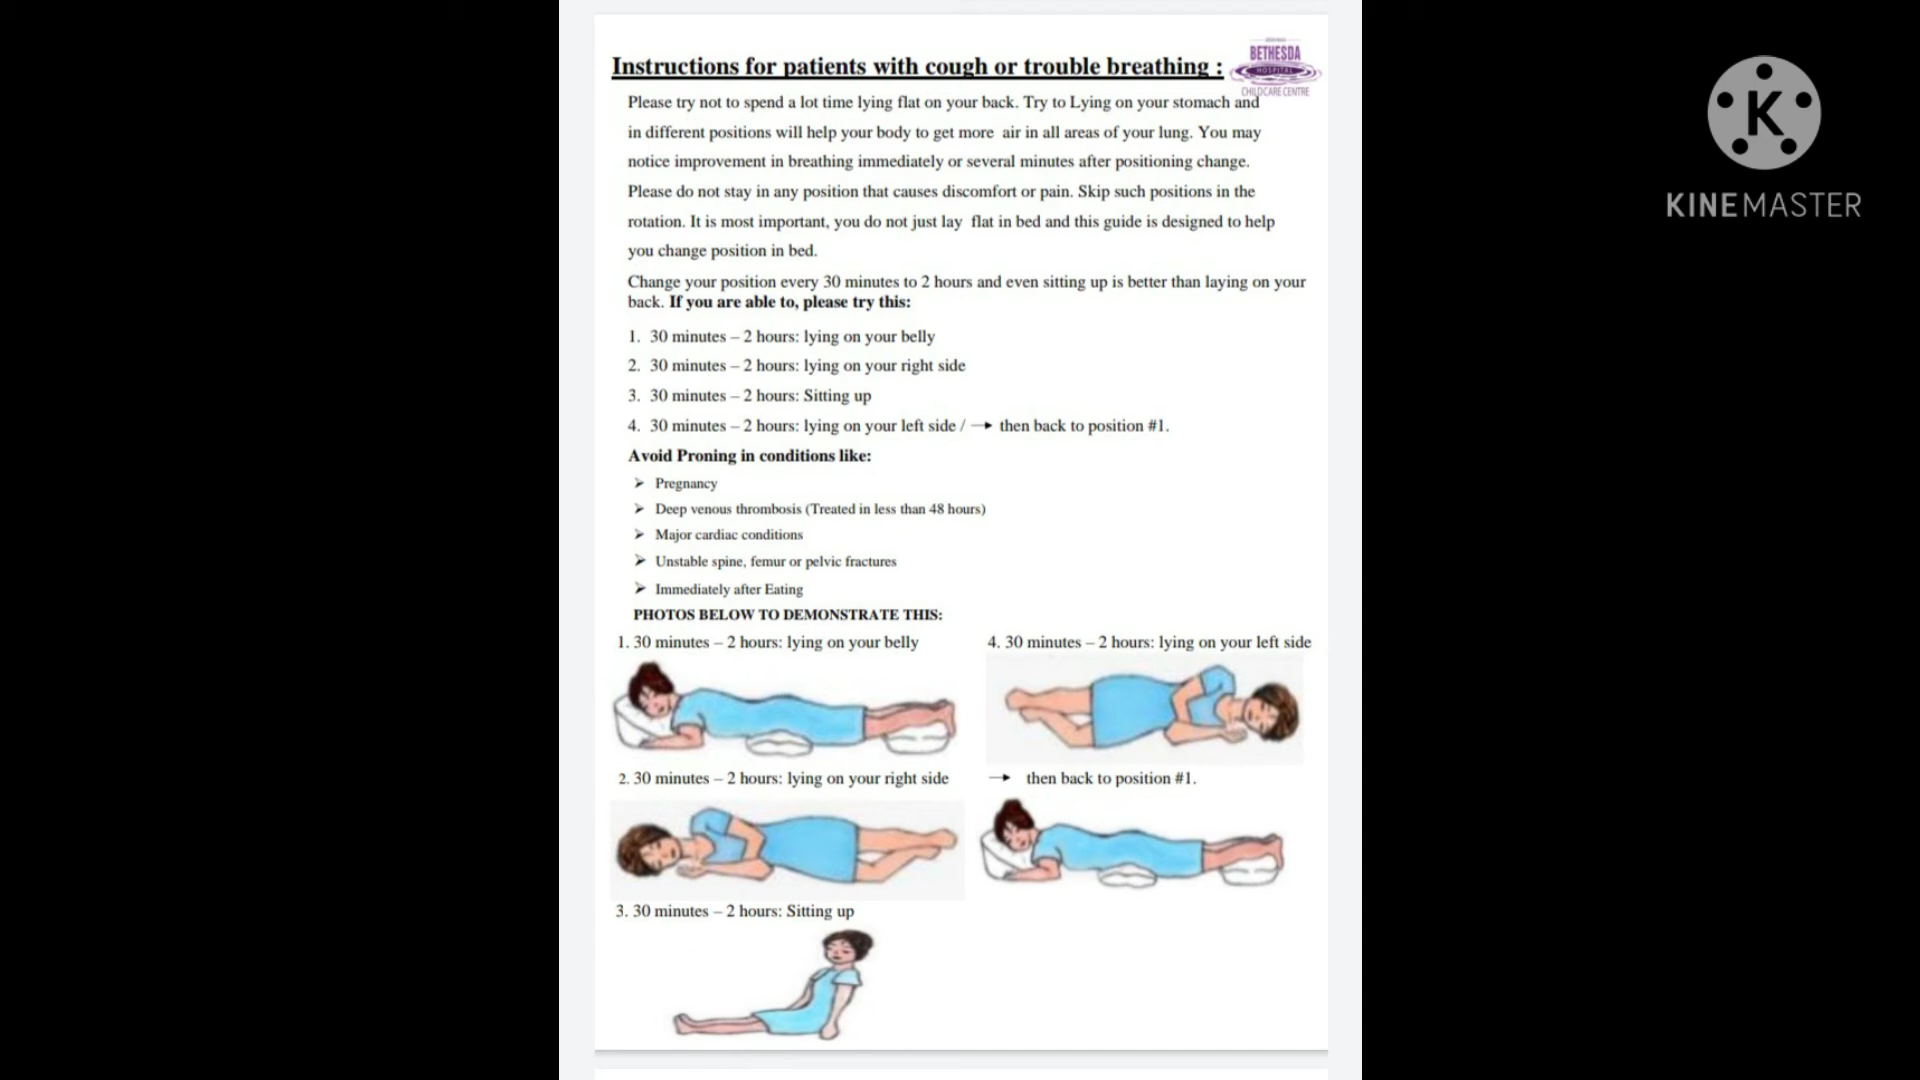 Instructions for patients with cough or trouble breathing :
BETHESDA
HOSPITAL
CHILDCARE CENTRE
Please try not to spend a lot time lying flat on your back. Try to Lying on your stomach and
in different positions will help your body to get more air in all areas of your lung. You may
notice improvement in breathing immediately or several minutes after positioning change.
Please do not stay in any position that causes discomfort or pain. Skip such positions in the
rotation. It is most important, you do not just lay flat in bed and this guide is designed to help
you change position in bed.
Change your position every 30 minutes to 2 hours and even sitting up is better than laying on your
back. If you are able to, please try this:
1. 30 minutes – 2 hours: lying on your belly
2. 30 minutes – 2 hours: lying on your right side
3. 30 minutes – 2 hours: Sitting up
4. 30 minutes – 2 hours: lying on your left side / → then back to position #1.
Avoid Proning in conditions like:
➢ Pregnancy
➢ Deep venous thrombosis (Treated in less than 48 hours)
➢ Major cardiac conditions
➢ Unstable spine, femur or pelvic fractures
➢ Immediately after Eating
PHOTOS BELOW TO DEMONSTRATE THIS:
1. 30 minutes – 2 hours: lying on your belly
4. 30 minutes – 2 hours: lying on your left side
2. 30 minutes – 2 hours: lying on your right side
→ then back to position #1.
3. 30 minutes – 2 hours: Sitting up
K
KINEMASTER